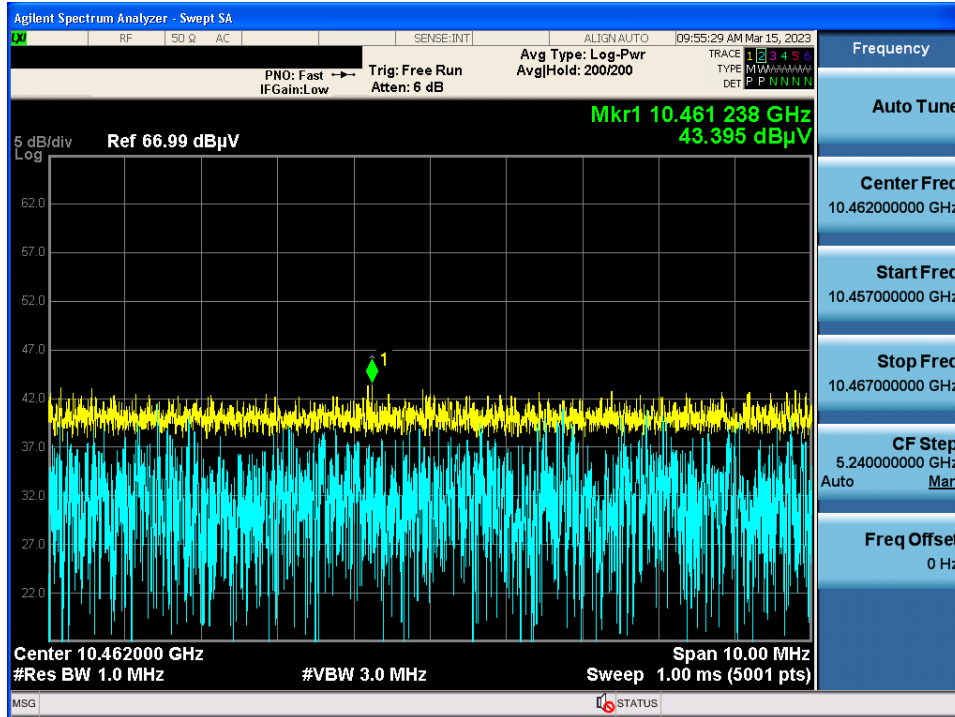 Agilent Spectrum Analyzer - Swept SA
LXI RF 50 Ω AC SENSE:INT ALIGNAUTO 09:55:29 AM Mar 15, 2023
Frequency
PNO: Fast Trig: Free Run Avg Type: Log-Pwr TRACE 1 2 3 4 5 6
IFGain:Low Atten: 6 dB Avg|Hold: 200/200 TYPE M W
DET P P N N N N
Mkr1 10.461 238 GHz
43.395 dBµV
5 dB/div Ref 66.99 dBµV
Log
62.0
57.0
52.0
47.0
42.0
37.0
32.0
27.0
22.0
1
Center 10.462000 GHz Span 10.00 MHz
#Res BW 1.0 MHz #VBW 3.0 MHz Sweep 1.00 ms (5001 pts)
MSG STATUS
Auto Tune
Center Freq
10.462000000 GHz
Start Freq
10.457000000 GHz
Stop Freq
10.467000000 GHz
CF Step
5.240000000 GHz
Auto Man
Freq Offset
0 Hz